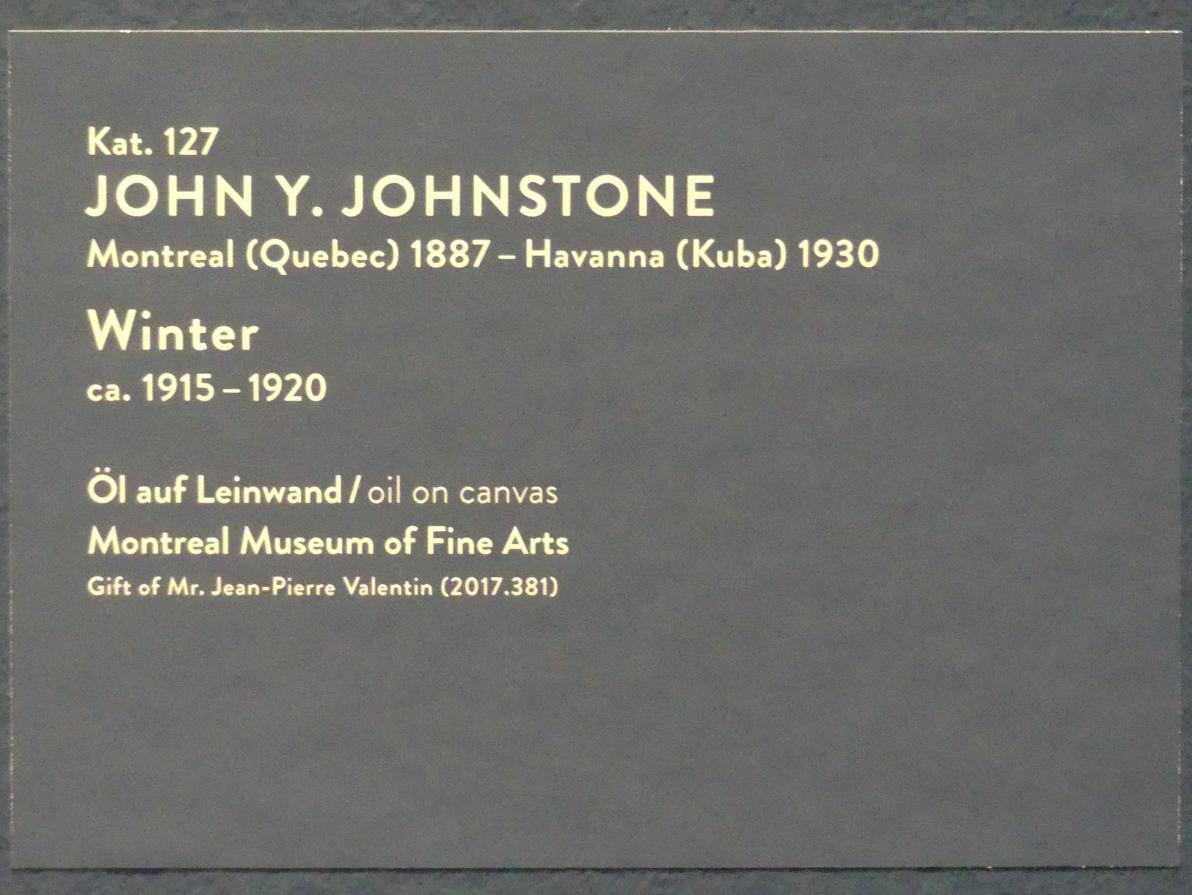 Kat. 127
JOHN Y. JOHNSTONE
Montreal (Quebec) 1887 – Havanna (Kuba) 1930
Winter
ca. 1915 – 1920
Öl auf Leinwand / oil on canvas
Montreal Museum of Fine Arts
Gift of Mr. Jean-Pierre Valentin (2017.381)